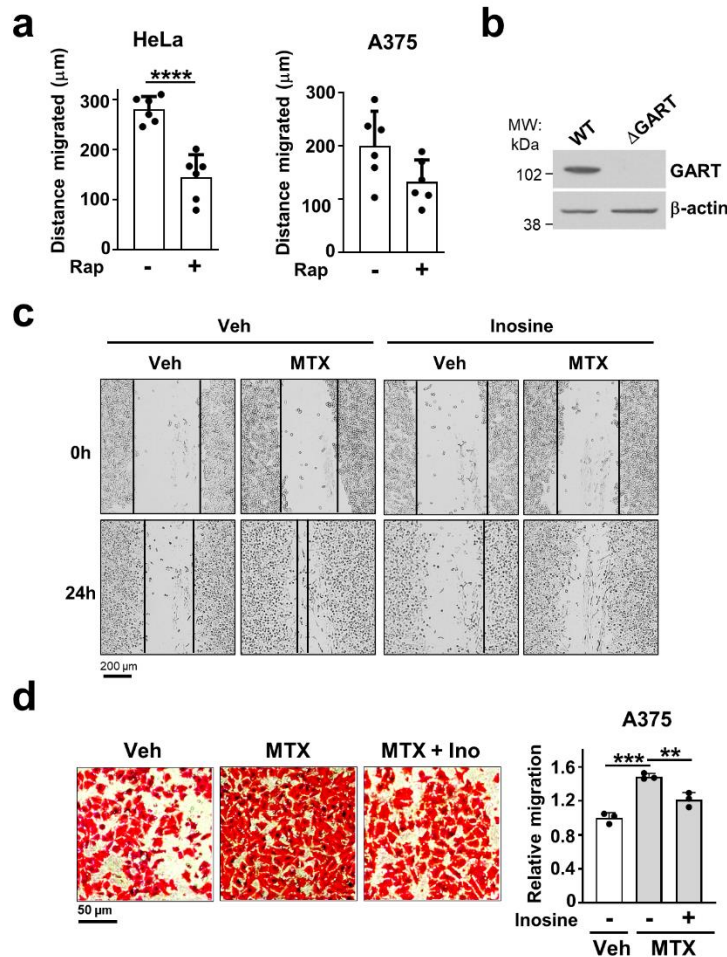 a
HeLa
Distance migrated (μm)
300
200
100
0
****
Rap
-
+
A375
Distance migrated (μm)
300
200
100
0
Rap
-
+
b
MW:
kDa
WT
ΔGART
102
GART
38
β-actin
c
Veh
Inosine
Veh
MTX
Veh
MTX
0h
24h
200 μm
d
Veh
MTX
MTX + Ino
50 μm
A375
Relative migration
1.6
1.2
0.8
0.4
***
**
Inosine
-
-
+
Veh
MTX